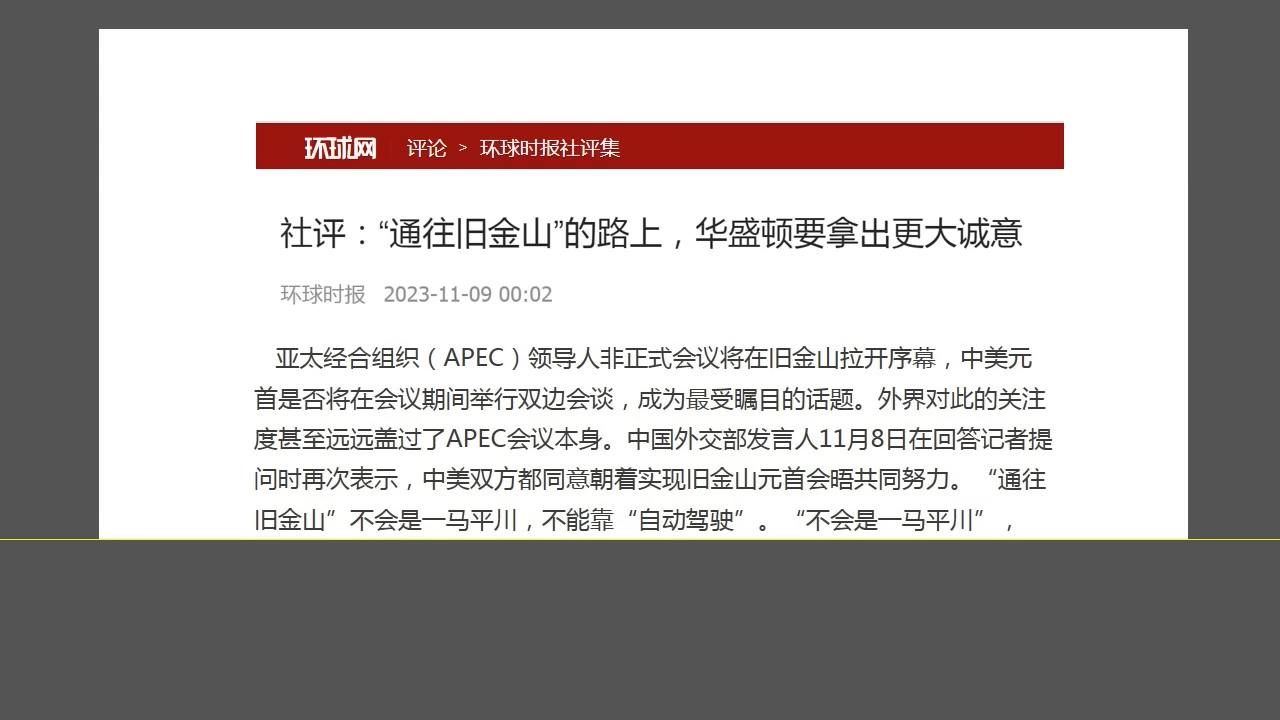 环球网 评论 > 环球时报社评集
社评：“通往旧金山”的路上，华盛顿要拿出更大诚意
环球时报 2023-11-09 00:02
亚太经合组织（APEC）领导人非正式会议将在旧金山拉开序幕，中美元
首是否将在会议期间举行双边会谈，成为最受瞩目的话题。外界对此的关注
度甚至远远盖过了APEC会议本身。中国外交部发言人11月8日在回答记者提
问时再次表示，中美双方都同意朝着实现旧金山元首会晤共同努力。“通往
旧金山”不会是一马平川，不能靠“自动驾驶”。“不会是一马平川”，